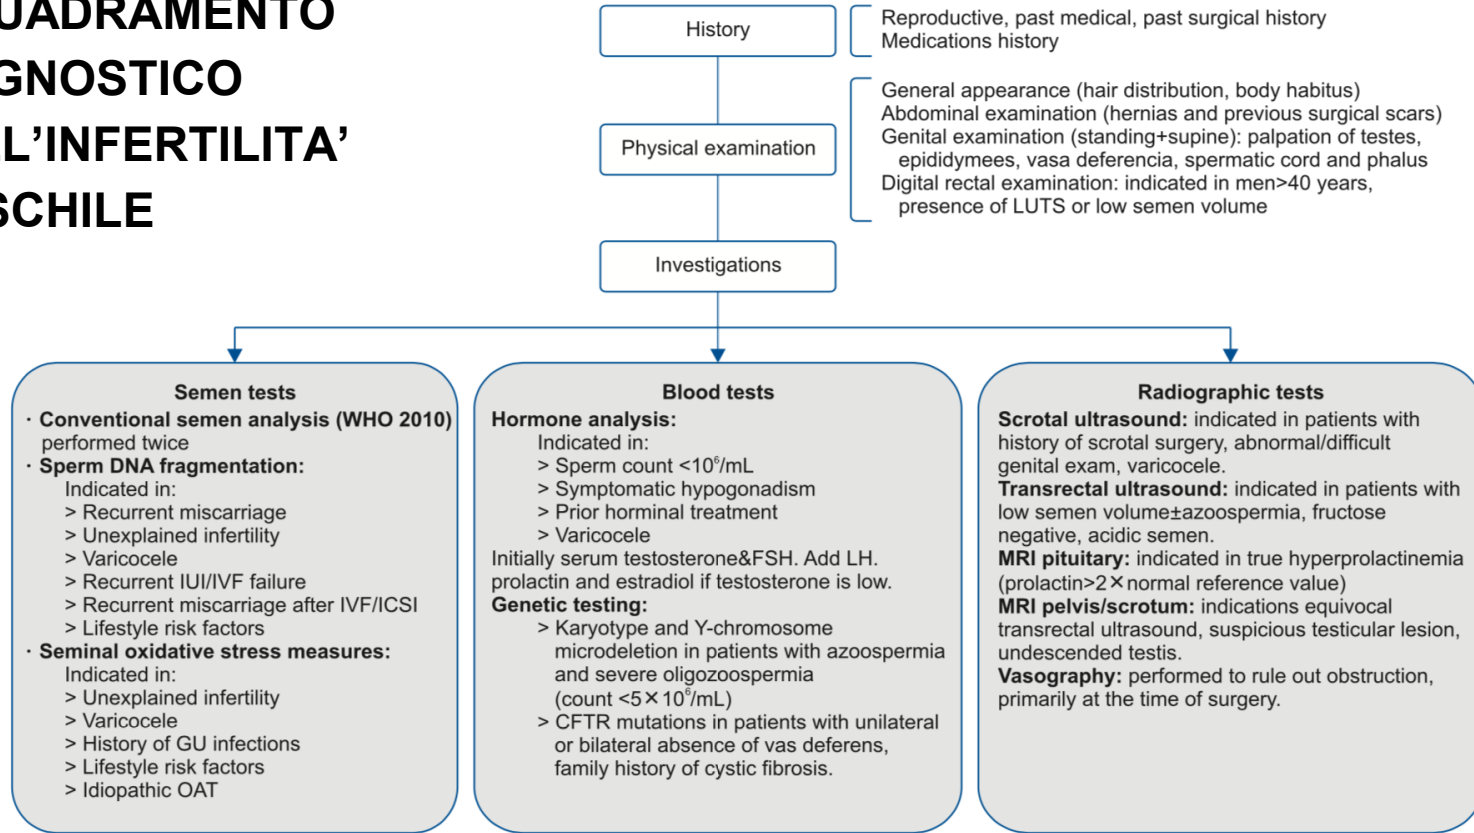 UADRAMENTO
GNOSTICO
L’INFERTILITA’
SCHILE
History
Reproductive, past medical, past surgical history
Medications history
Physical examination
General appearance (hair distribution, body habitus)
Abdominal examination (hernias and previous surgical scars)
Genital examination (standing+supine): palpation of testes,
epididymees, vasa deferencia, spermatic cord and phalus
Digital rectal examination: indicated in men>40 years,
presence of LUTS or low semen volume
Investigations
Semen tests
· Conventional semen analysis (WHO 2010)
performed twice
· Sperm DNA fragmentation:
Indicated in:
> Recurrent miscarriage
> Unexplained infertility
> Varicocele
> Recurrent IUI/IVF failure
> Recurrent miscarriage after IVF/ICSI
> Lifestyle risk factors
· Seminal oxidative stress measures:
Indicated in:
> Unexplained infertility
> Varicocele
> History of GU infections
> Lifestyle risk factors
> Idiopathic OAT
Blood tests
Hormone analysis:
Indicated in:
> Sperm count <10⁶/mL
> Symptomatic hypogonadism
> Prior horminal treatment
> Varicocele
Initially serum testosterone&FSH. Add LH.
prolactin and estradiol if testosterone is low.
Genetic testing:
> Karyotype and Y-chromosome
microdeletion in patients with azoospermia
and severe oligozoospermia
(count <5×10⁶/mL)
> CFTR mutations in patients with unilateral
or bilateral absence of vas deferens,
family history of cystic fibrosis.
Radiographic tests
Scrotal ultrasound: indicated in patients with
history of scrotal surgery, abnormal/difficult
genital exam, varicocele.
Transrectal ultrasound: indicated in patients with
low semen volume±azoospermia, fructose
negative, acidic semen.
MRI pituitary: indicated in true hyperprolactinemia
(prolactin>2×normal reference value)
MRI pelvis/scrotum: indications equivocal
transrectal ultrasound, suspicious testicular lesion,
undescended testis.
Vasography: performed to rule out obstruction,
primarily at the time of surgery.